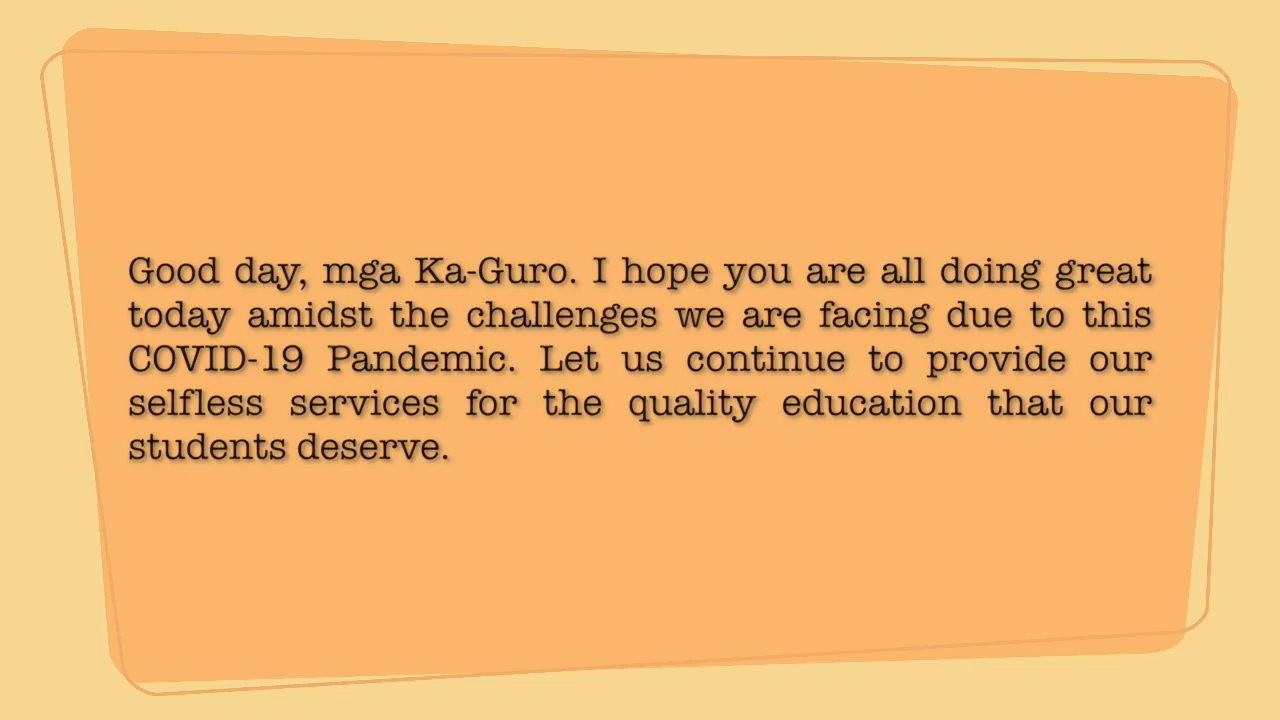 Good day, mga Ka-Guro. I hope you are all doing great
today amidst the challenges we are facing due to this
COVID-19 Pandemic. Let us continue to provide our
selfless services for the quality education that our
students deserve.